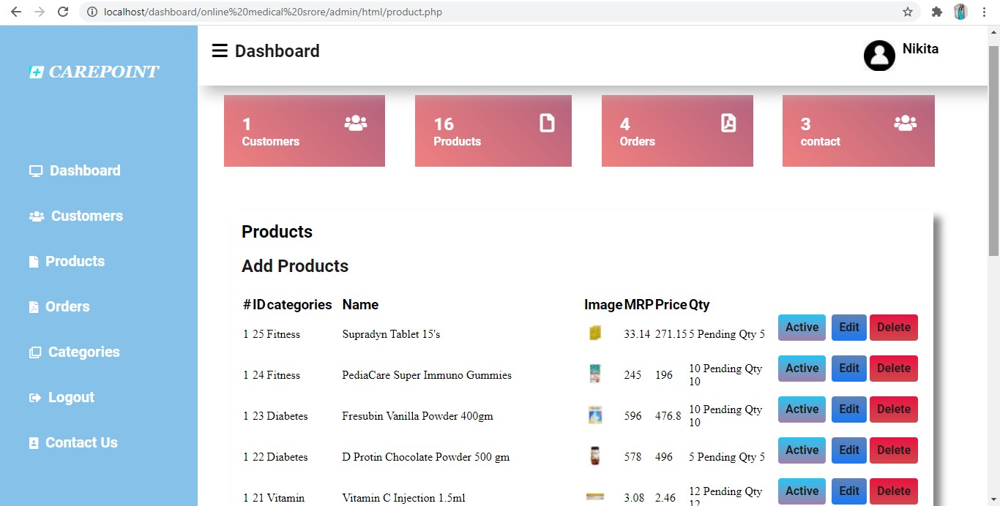 localhost/dashboard/online%20medical%20srore/admin/html/product.php
CAREPOINT
Dashboard
Customers
Products
Orders
Categories
Logout
Contact Us
Dashboard
Nikita
1
Customers
16
Products
4
Orders
3
contact
Products
Add Products
# ID categories Name Image MRP Price Qty
1 25 Fitness Supradyn Tablet 15's 33.14 271.15 5 Pending Qty 5 Active Edit Delete
1 24 Fitness PediaCare Super Immuno Gummies 245 196 10 Pending Qty
10 Active Edit Delete
1 23 Diabetes Fresubin Vanilla Powder 400gm 596 476.8 10 Pending Qty
10 Active Edit Delete
1 22 Diabetes D Protin Chocolate Powder 500 gm 578 496 5 Pending Qty 5 Active Edit Delete
1 21 Vitamin Vitamin C Injection 1.5ml 3.08 2.46 12 Pending Qty
12 Active Edit Delete